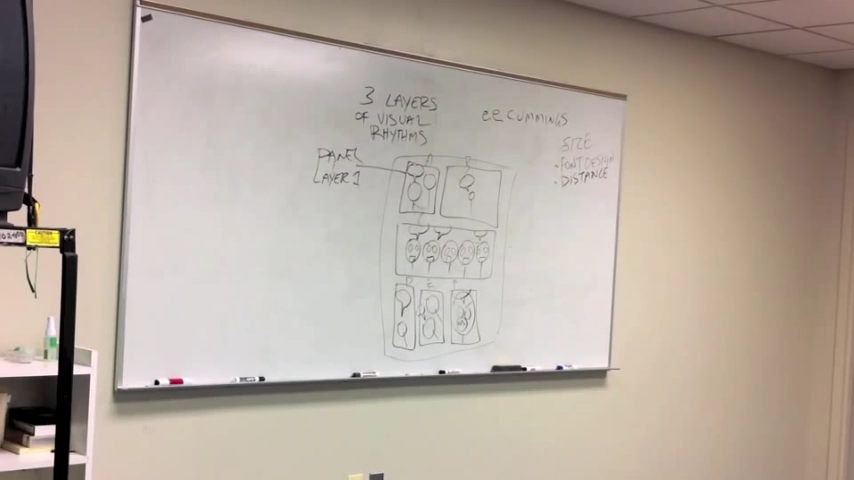 3 LAYERS
OF VISUAL
RHYTHMS
ee CUMMINGS
SIZE
- FONT DESIGN
- DISTANCE
PANEL
LAYER 1